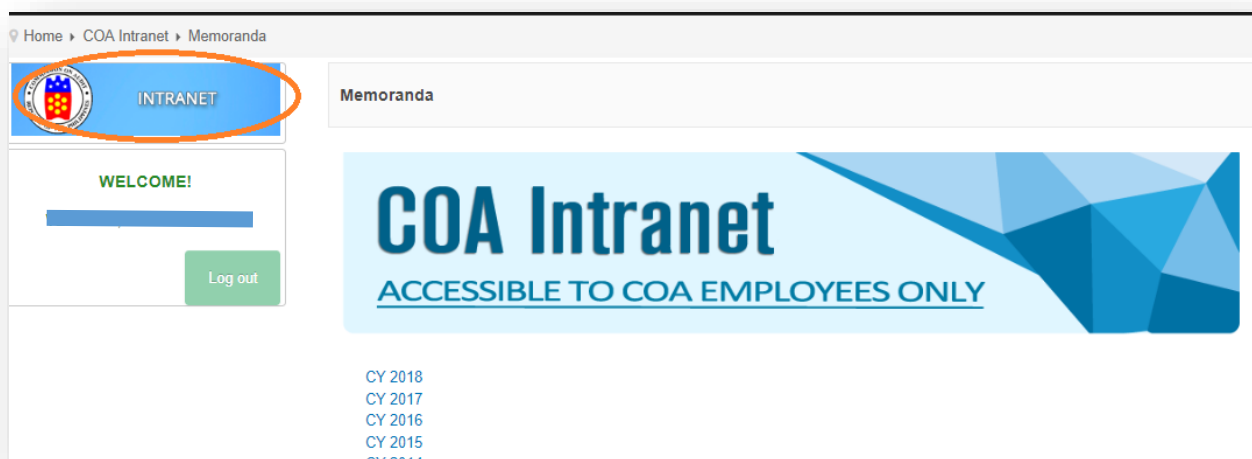 Home ▸ COA Intranet ▸ Memoranda
INTRANET
WELCOME!
Log out
Memoranda
COA Intranet
ACCESSIBLE TO COA EMPLOYEES ONLY
CY 2018
CY 2017
CY 2016
CY 2015